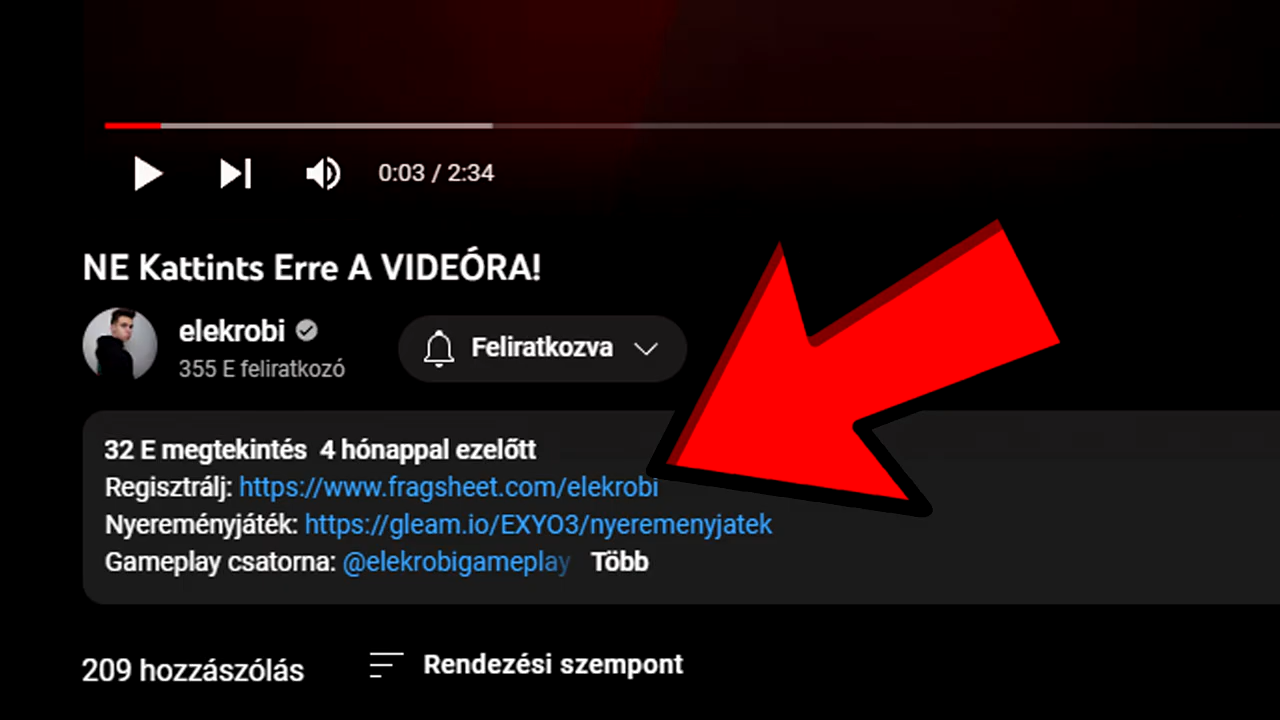 0:03 / 2:34
NE Kattints Erre A VIDEÓRA!
elekrobi
355 E feliratkozó
Feliratkozva
32 E megtekintés 4 hónappal ezelőtt
Regisztrálj: https://www.fragsheet.com/elekrobi
Nyereményjáték: https://gleam.io/EXYO3/nyeremenyjatek
Gameplay csatorna: @elekrobigameplay Több
209 hozzászólás
Rendezési szempont